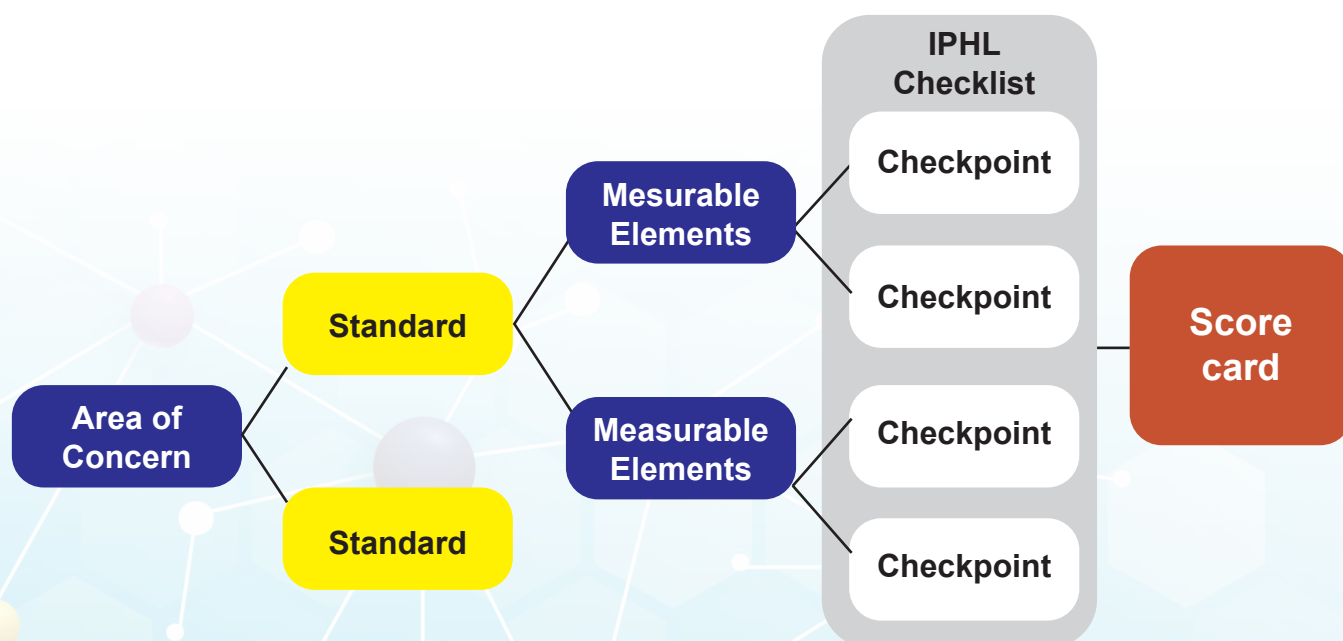 Area of
Concern
Standard
Standard
Mesurable
Elements
Measurable
Elements
IPHL
Checklist
Checkpoint
Checkpoint
Checkpoint
Checkpoint
Score
card